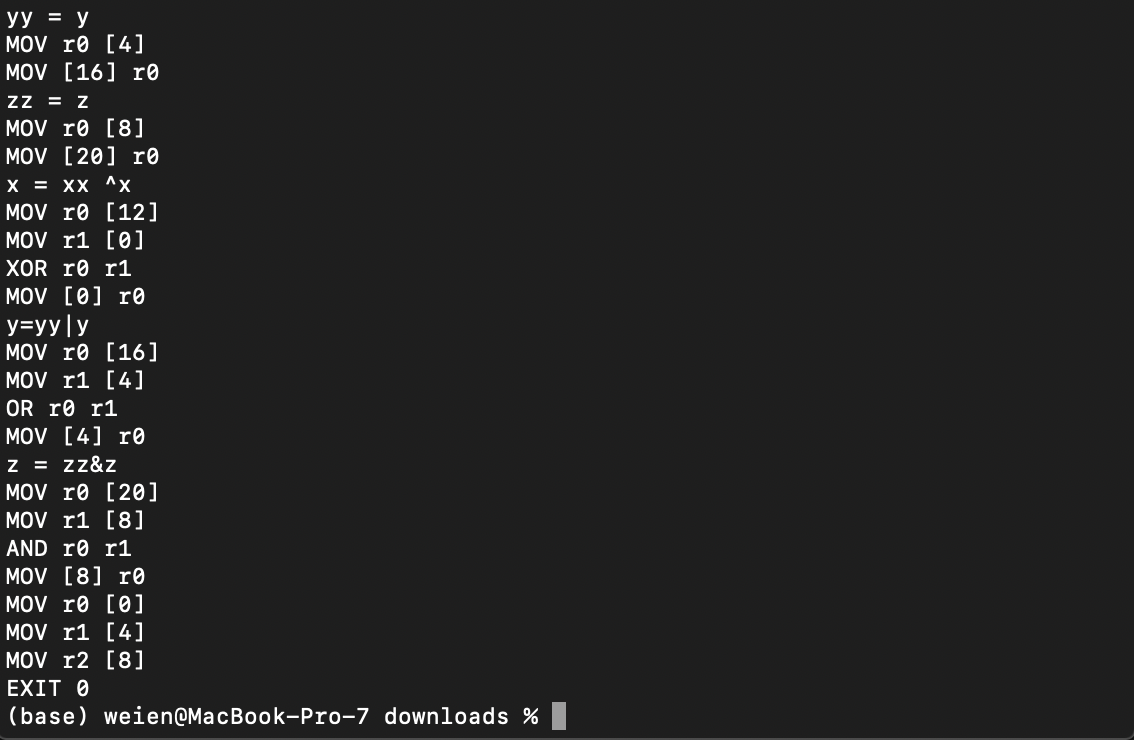 yy = y
MOV r0 [4]
MOV [16] r0
zz = z
MOV r0 [8]
MOV [20] r0
x = xx ^x
MOV r0 [12]
MOV r1 [0]
XOR r0 r1
MOV [0] r0
y=yy|y
MOV r0 [16]
MOV r1 [4]
OR r0 r1
MOV [4] r0
z = zz&z
MOV r0 [20]
MOV r1 [8]
AND r0 r1
MOV [8] r0
MOV r0 [0]
MOV r1 [4]
MOV r2 [8]
EXIT 0
(base) weien@MacBook-Pro-7 downloads %